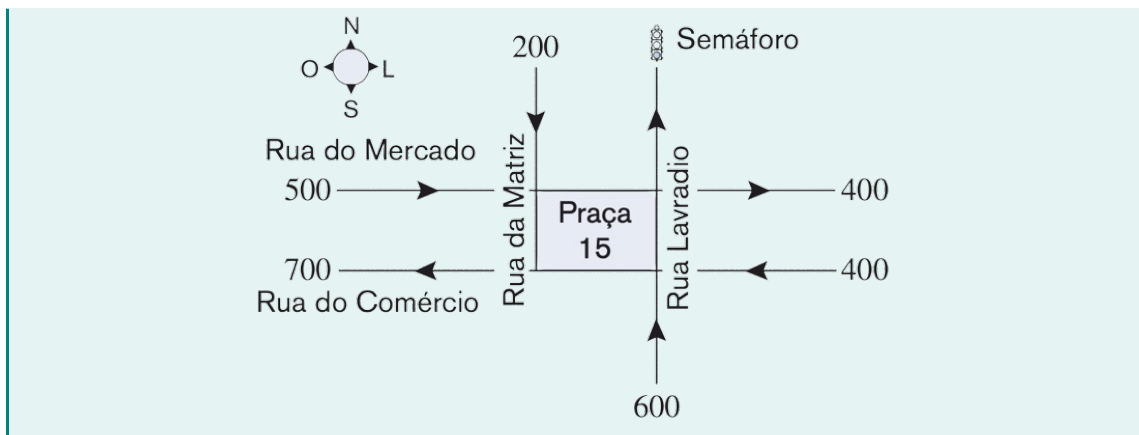 N
O
L
S
200
Semáforo
Rua do Mercado
500
400
Rua da Matriz
Praça
15
Rua Lavradio
700
400
Rua do Comércio
600